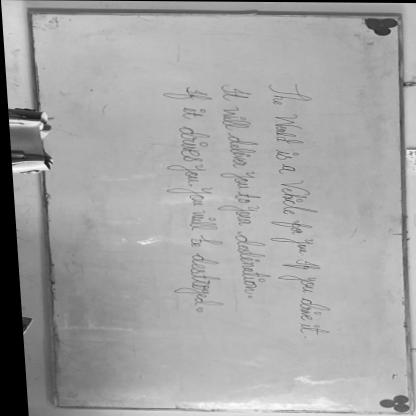 The World is a Vehicle for you. If you drive it.
It will deliver you to your destination.
If it drives you. You will be destroyed.